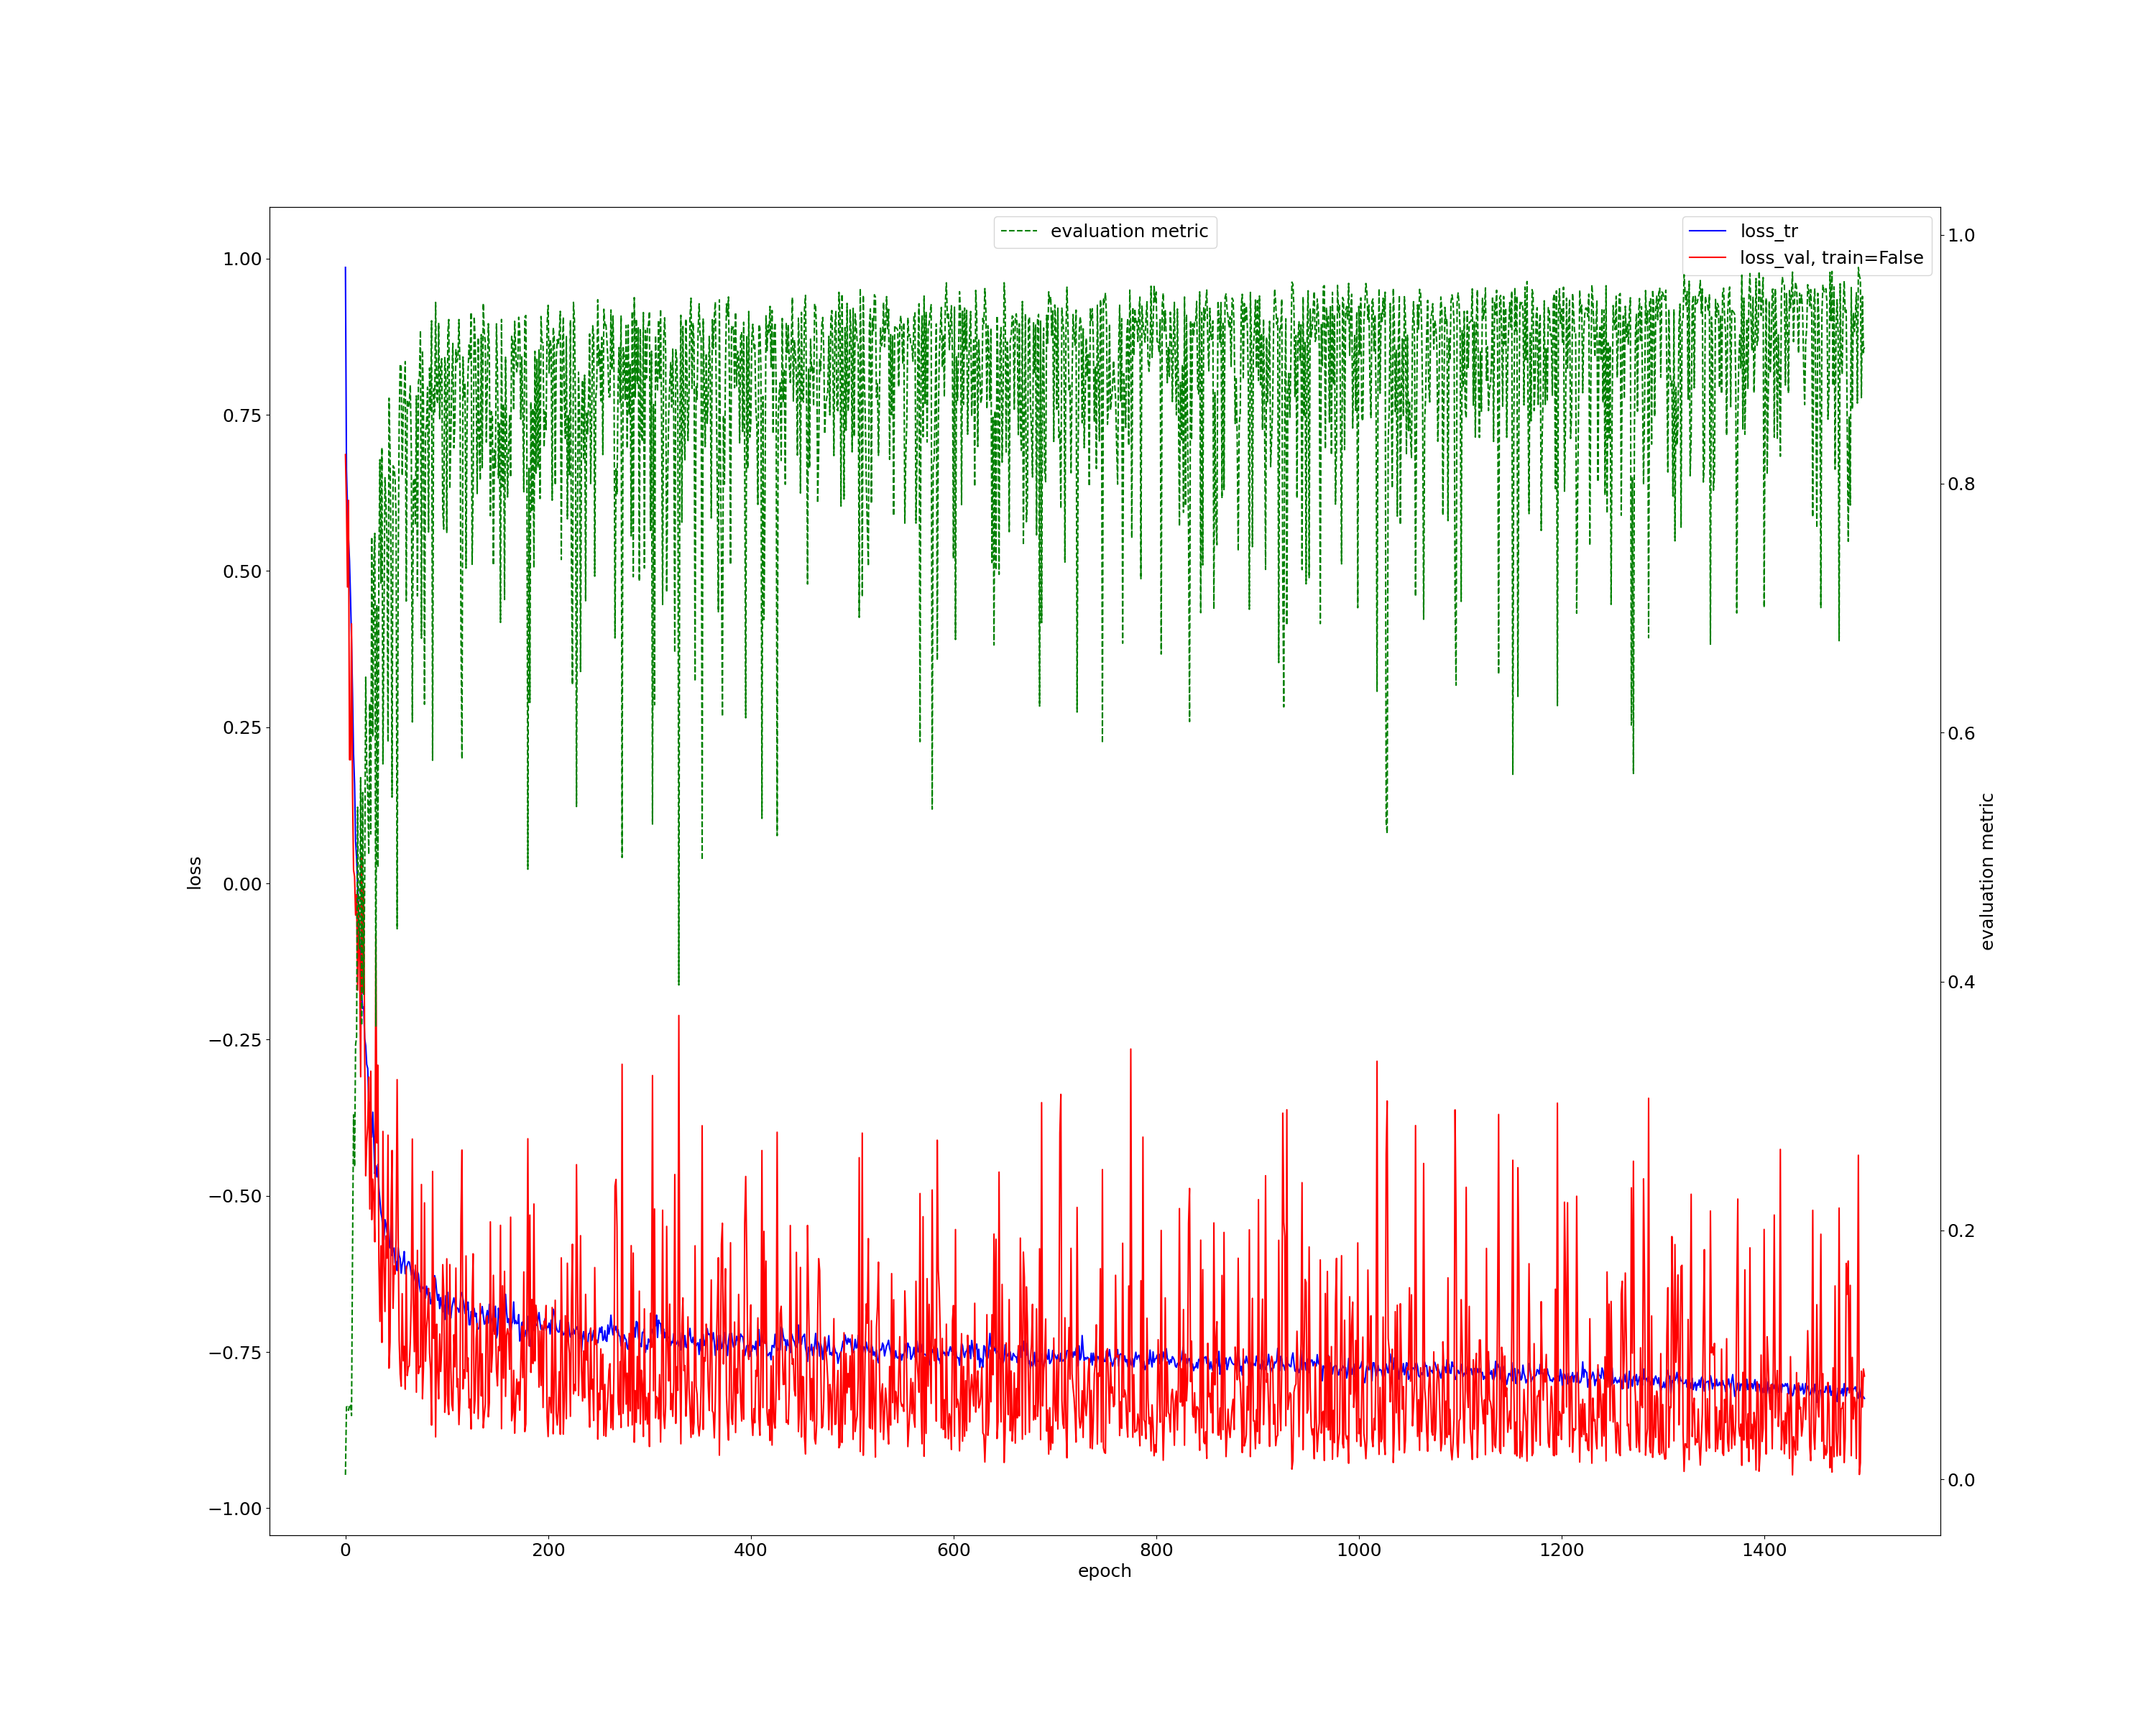 evaluation metric
loss_tr
loss_val, train=False
1.00
0.75
0.50
0.25
0.00
−0.25
−0.50
−0.75
−1.00
loss
1.0
0.8
0.6
0.4
0.2
0.0
evaluation metric
0 200 400 600 800 1000 1200 1400
epoch